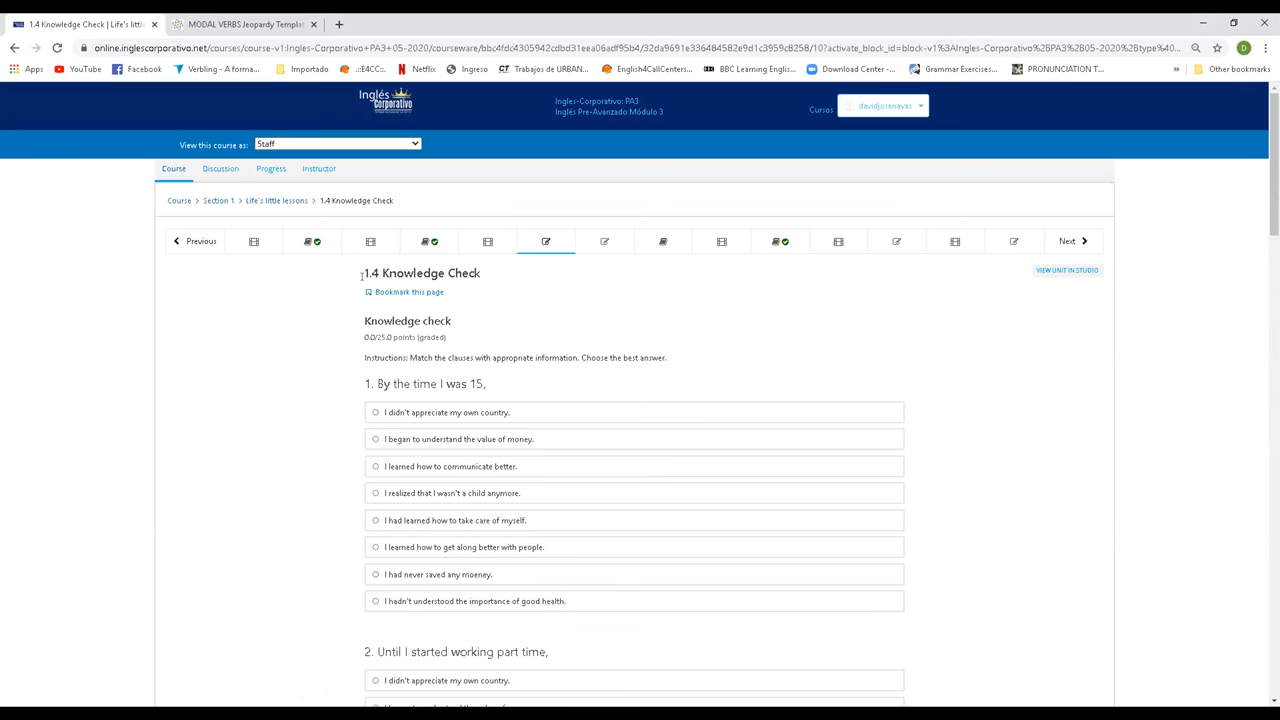 1.4 Knowledge Check | Life's littl
MODAL VERBS Jeopardy Templat
online.inglescorporativo.net/courses/course-v1:Ingles-Corporativo+PA3+05-2020/courseware/bbc4fdc4305942cdbd31eea06adf95b4/32da9691e336484582e9d1c3959c8258/10?activate_block_id=block-v1%3AIngles-Corporativo%2BPA3%2B05-2020%2Btype%40...
D
Apps
YouTube
Facebook
Verbling - A forma...
Importado
.::E4CC::.
Netflix
Ingreso
Trabajos de URBAN...
English4CallCenters...
BBC Learning Englis...
Download Center -...
Grammar Exercises...
PRONUNCIATION T...
»
Other bookmarks
Inglés
Corporativo
Ingles-Corporativo: PA3
Inglés Pre-Avanzado Módulo 3
Cursos
davidjosenavas
View this course as:
Staff
Course
Discussion
Progress
Instructor
Course > Section 1 > Life's little lessons > 1.4 Knowledge Check
Previous
Next
1.4 Knowledge Check
VIEW UNIT IN STUDIO
Bookmark this page
Knowledge check
0.0/25.0 points (graded)
Instructions: Match the clauses with appropriate information. Choose the best answer.
1. By the time I was 15,
I didn't appreciate my own country.
I began to understand the value of money.
I learned how to communicate better.
I realized that I wasn't a child anymore.
I had learned how to take care of myself.
I learned how to get along better with people.
I had never saved any moeney.
I hadn't understood the importance of good health.
2. Until I started working part time,
I didn't appreciate my own country.